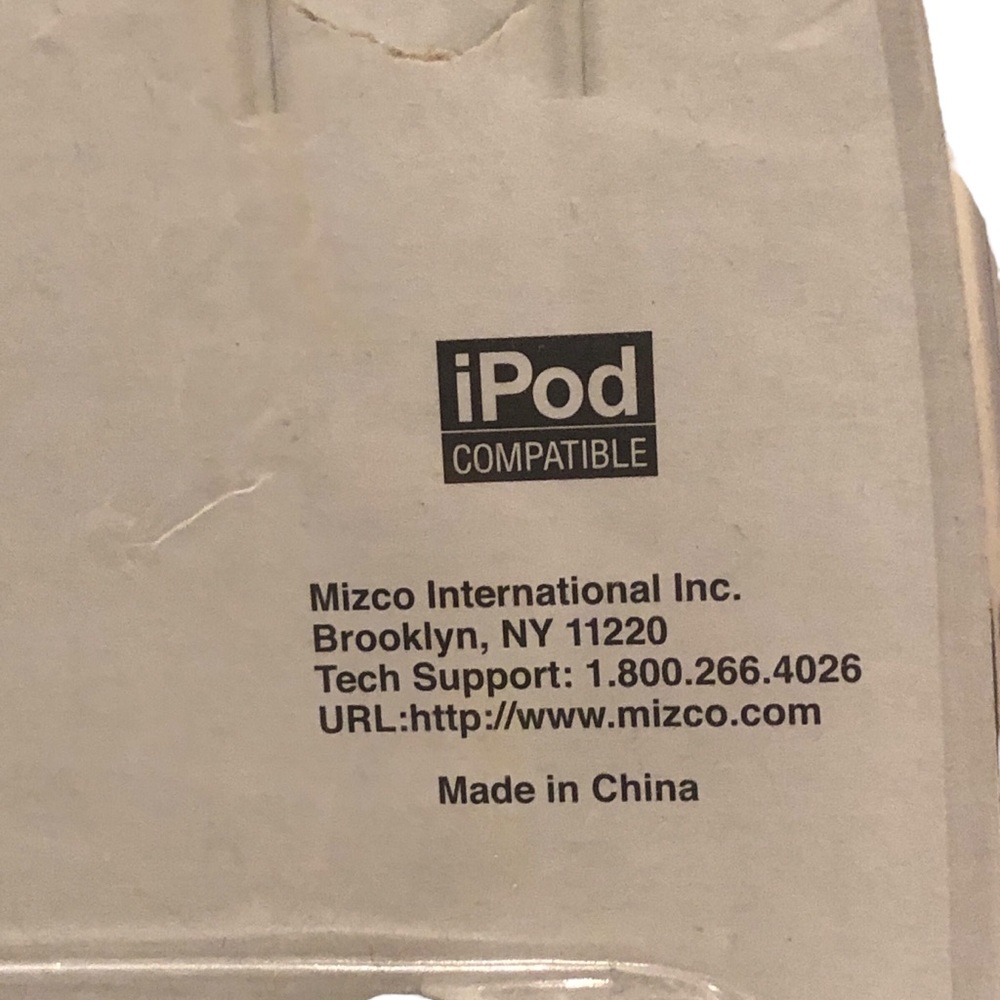 iPod
COMPATIBLE
Mizco International Inc.
Brooklyn, NY 11220
Tech Support: 1.800.266.4026
URL:http://www.mizco.com
Made in China